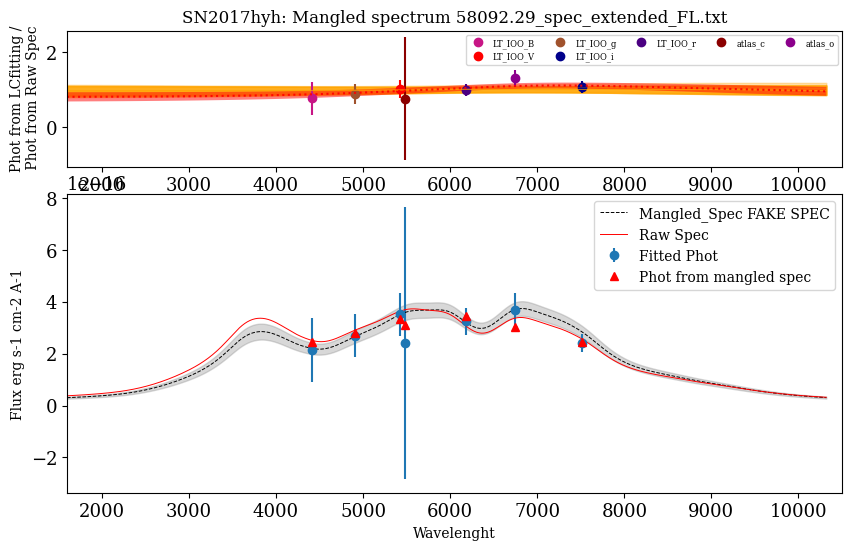 SN2017hyh: Mangled spectrum 58092.29_spec_extended_FL.txt
Phot from LCfitting /
Phot from Raw Spec
2
0
LT_IOO_B LT_IOO_g LT_IOO_r atlas_c atlas_o
LT_IOO_V LT_IOO_i
2000 3000 4000 5000 6000 7000 8000 9000 10000
1e−16
Flux erg s-1 cm-2 A-1
8
6
4
2
0
−2
Mangled_Spec FAKE SPEC
Raw Spec
Fitted Phot
Phot from mangled spec
2000 3000 4000 5000 6000 7000 8000 9000 10000
Wavelenght